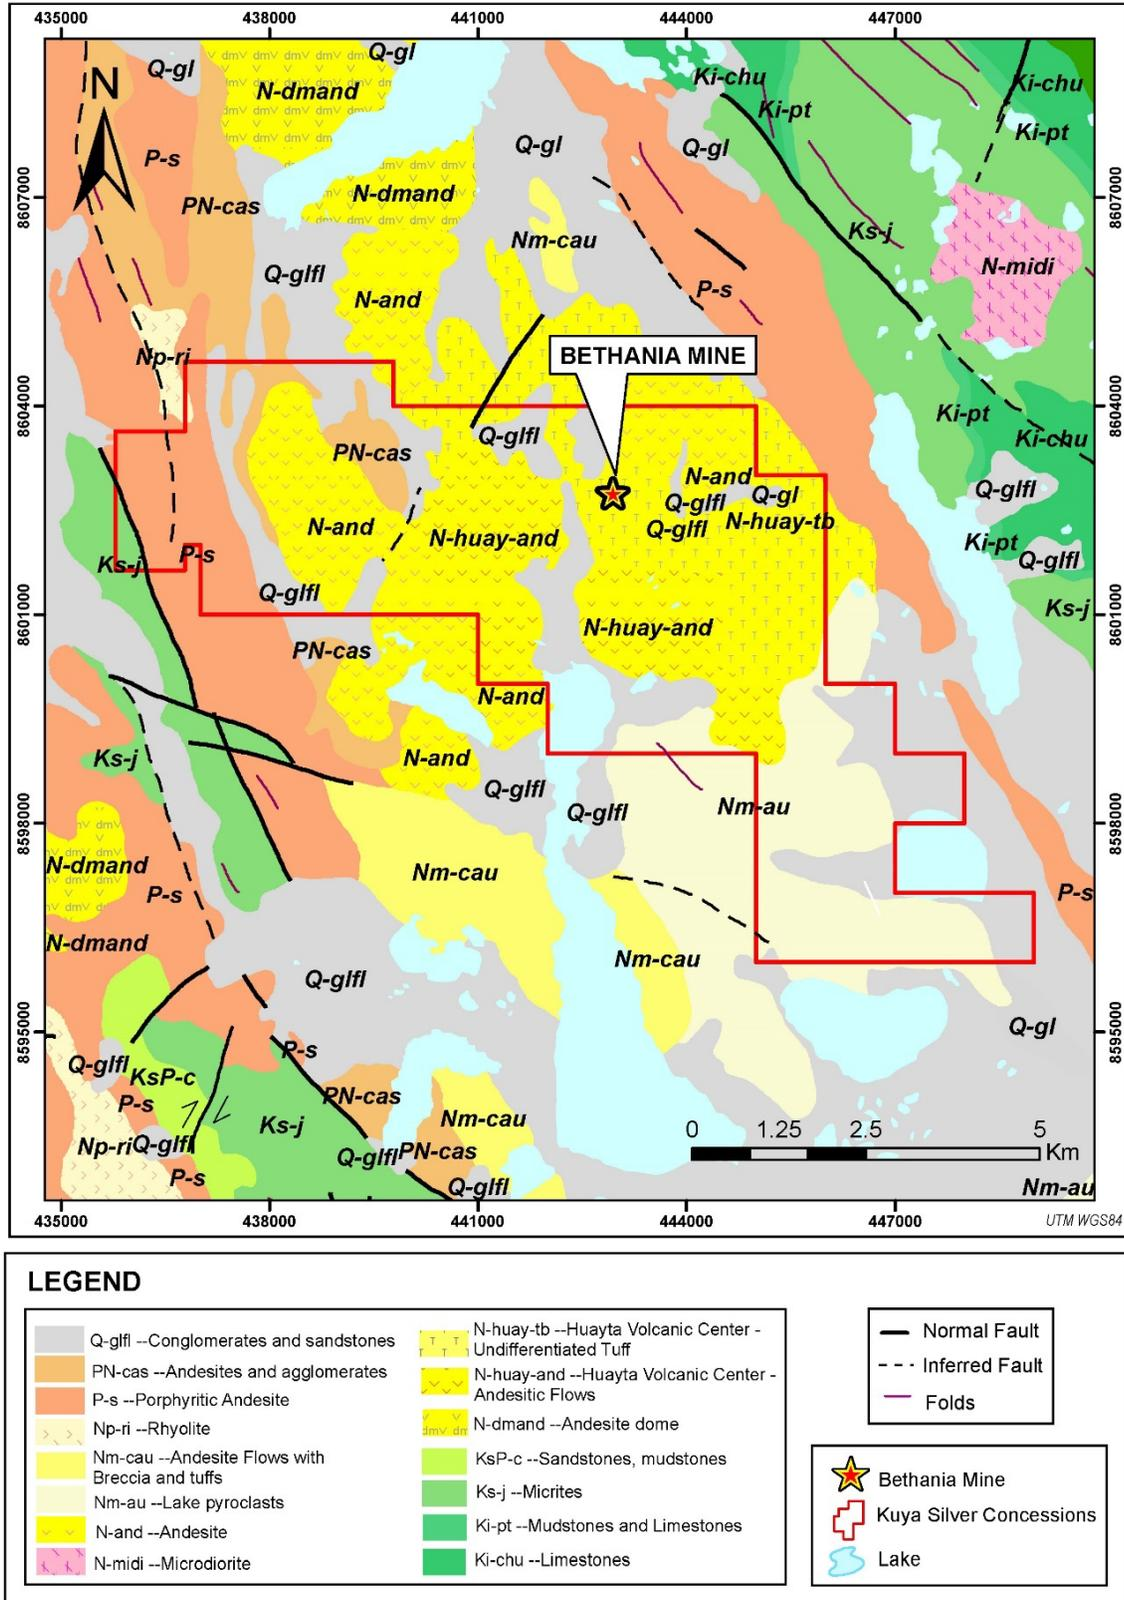 435000 438000 441000 444000 447000
N
Q-gl
Q-gl
N-dmand
Ki-chu
Ki-chu
Ki-pt
Ki-pt
P-s
Q-gl
Q-gl
8607000
8607000
PN-cas
N-dmand
Nm-cau
Ks-j
Q-glfl
N-midi
N-and
P-s
Np-ri
BETHANIA MINE
8604000
8604000
Ki-pt
Q-glfl
Ki-chu
PN-cas
N-and
Q-glfl
Q-gl
Q-glfl
N-and
N-huay-and
Q-glfl
N-huay-tb
Ki-pt
Ks-j
P-s
Q-glfl
Q-glfl
Ks-j
8601000
8601000
N-huay-and
PN-cas
N-and
Ks-j
N-and
Q-glfl
Nm-au
Q-glfl
8598000
8598000
N-dmand
Nm-cau
P-s
P-s
N-dmand
Nm-cau
Q-glfl
Q-gl
8595000
8595000
P-s
Q-glfl
KsP-c
P-s
PN-cas
Ks-j
Nm-cau
0 1.25 2.5 5
Km
Np-ri
Q-glfl
Q-glfl
PN-cas
P-s
Q-glfl
Nm-au
435000 438000 441000 444000 447000
UTM WGS84
LEGEND
Q-glfl --Conglomerates and sandstones
PN-cas --Andesites and agglomerates
P-s --Porphyritic Andesite
Np-ri --Rhyolite
Nm-cau --Andesite Flows with
Breccia and tuffs
Nm-au --Lake pyroclasts
N-and --Andesite
N-midi --Microdiorite
N-huay-tb --Huayta Volcanic Center -
Undifferentiated Tuff
N-huay-and --Huayta Volcanic Center -
Andesitic Flows
N-dmand --Andesite dome
KsP-c --Sandstones, mudstones
Ks-j --Micrites
Ki-pt --Mudstones and Limestones
Ki-chu --Limestones
Normal Fault
Inferred Fault
Folds
Bethania Mine
Kuya Silver Concessions
Lake